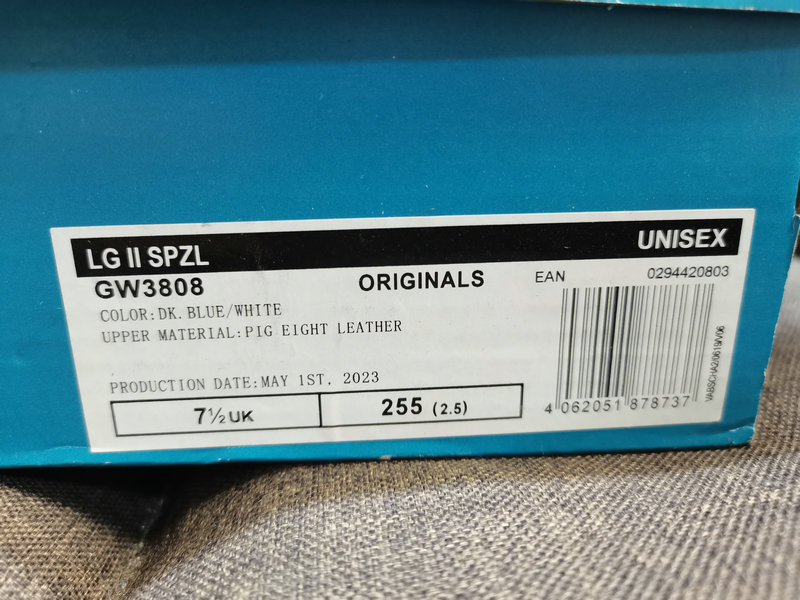 LG II SPZL UNISEX
GW3808 ORIGINALS EAN 0294420803
COLOR:DK. BLUE/WHITE
UPPER MATERIAL:PIG EIGHT LEATHER
PRODUCTION DATE:MAY 1ST, 2023
7½UK 255 (2.5)
4 062051 878737